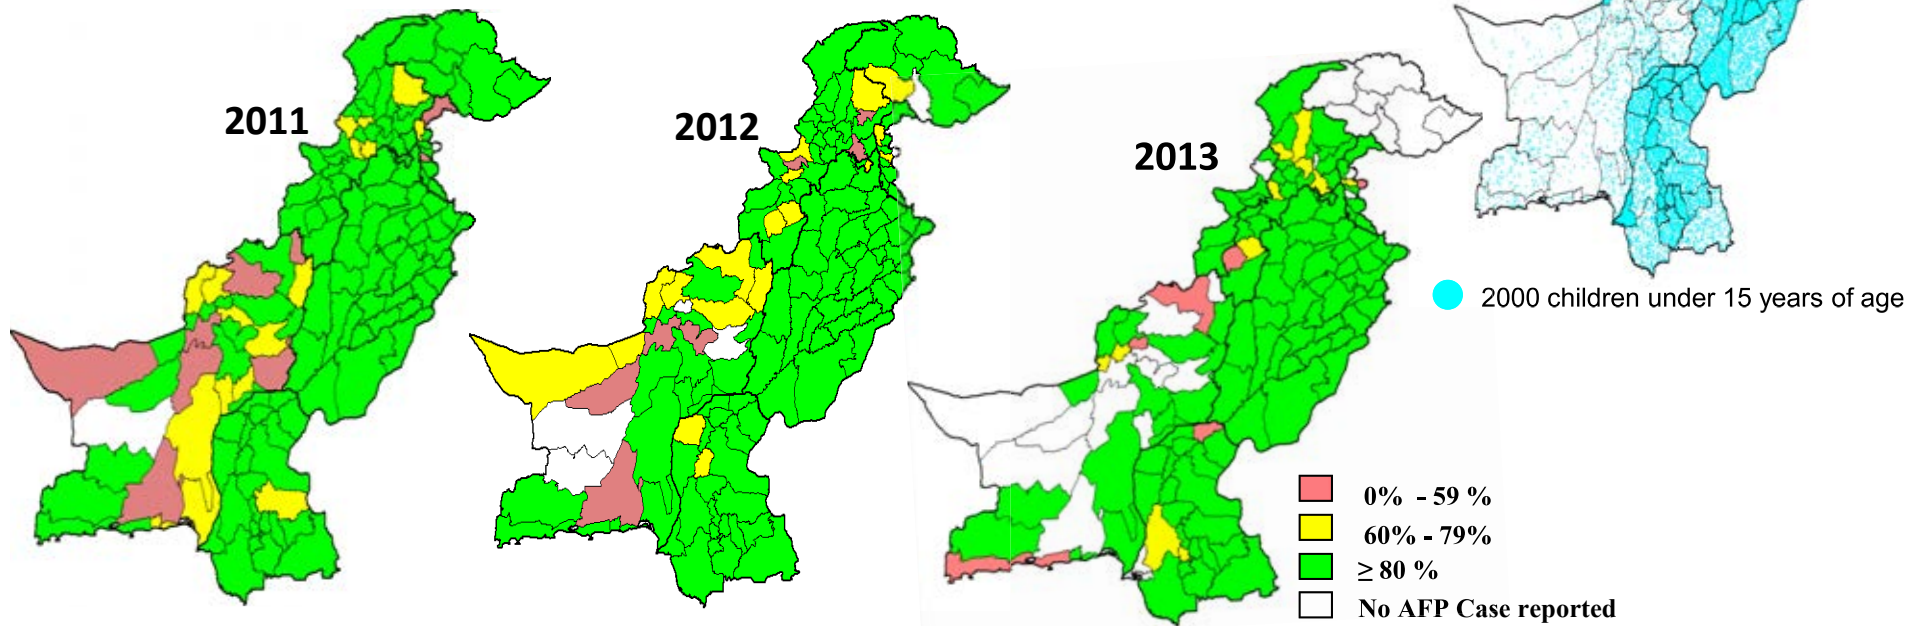 2011
2012
2013
2000 children under 15 years of age
0% - 59 %
60% - 79%
≥ 80 %
No AFP Case reported